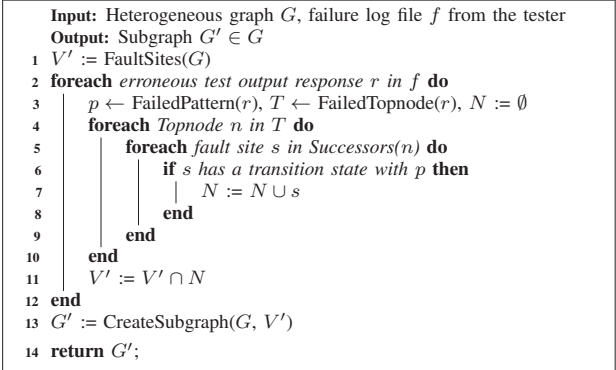 Input: Heterogeneous graph G, failure log file f from the tester
Output: Subgraph G′ ∈ G
1 V′ := FaultSites(G)
2 foreach erroneous test output response r in f do
3 p ← FailedPattern(r), T ← FailedTopnode(r), N := ∅
4 foreach Topnode n in T do
5 foreach fault site s in Successors(n) do
6 if s has a transition state with p then
7 N := N ∪ s
8 end
9 end
10 end
11 V′ := V′ ∩ N
12 end
13 G′ := CreateSubgraph(G, V′)
14 return G′;